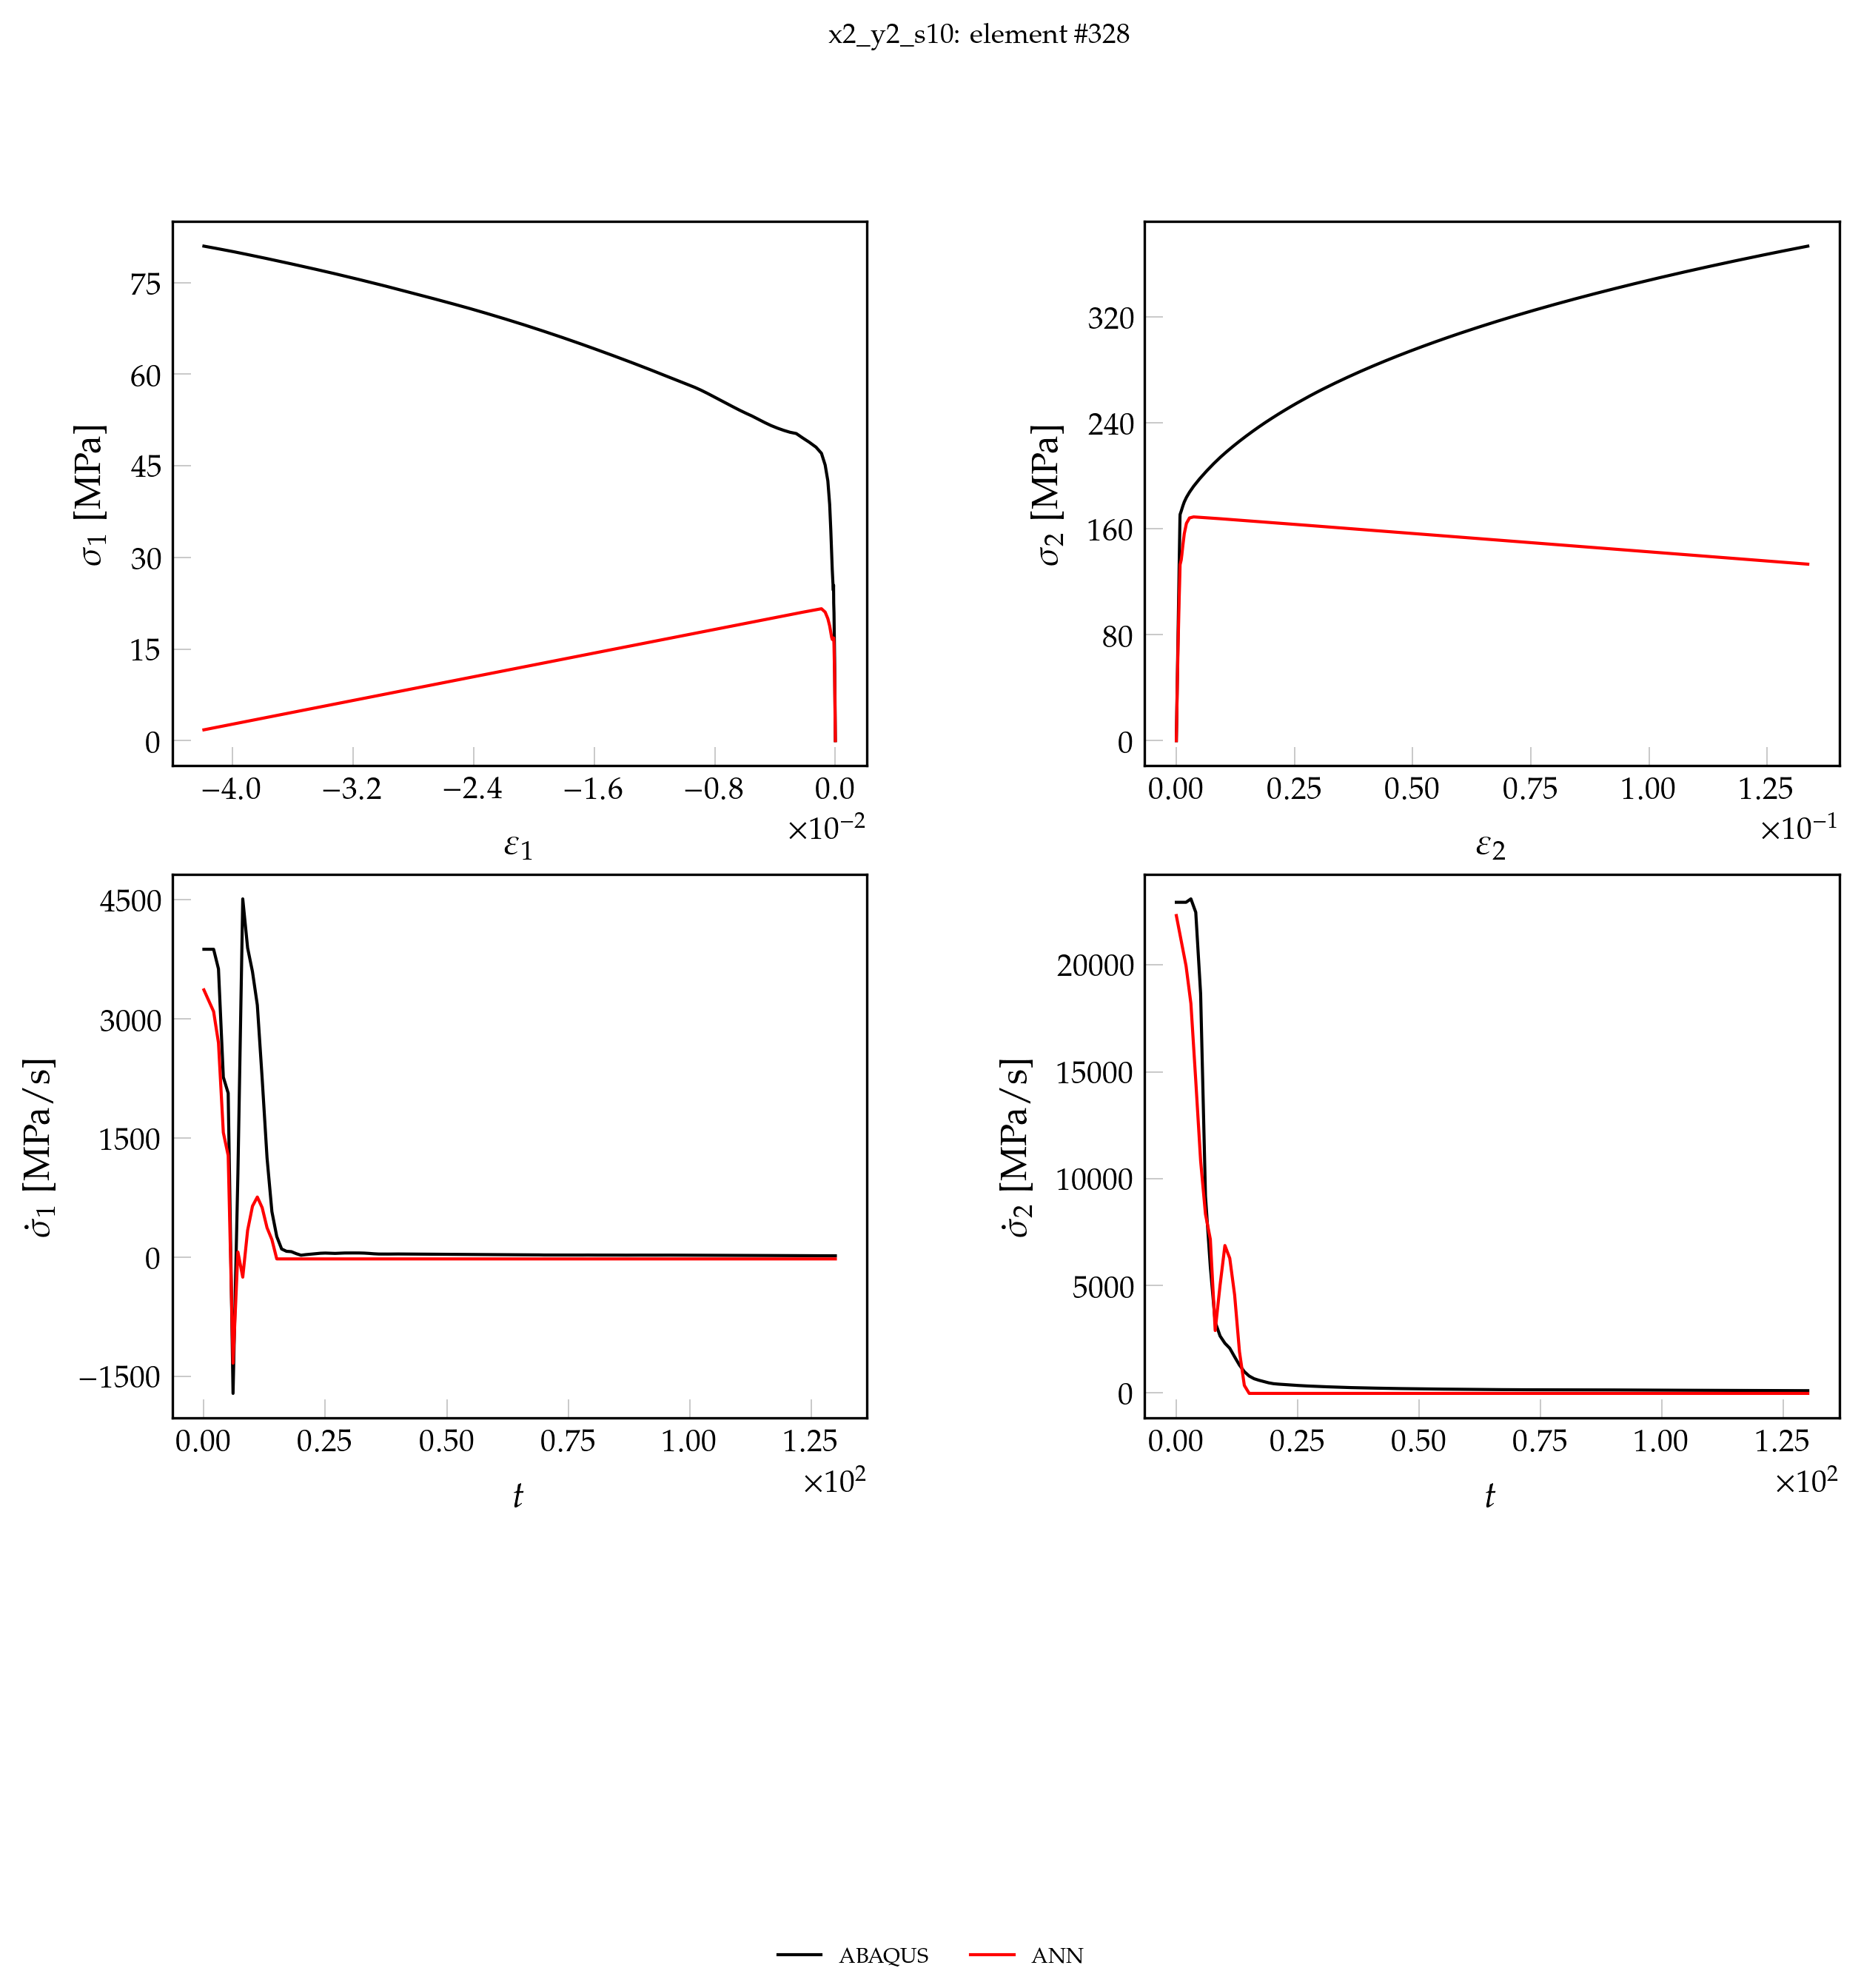 x2_y2_s10: element #328
σ1 [MPa]
75
60
45
30
15
0
−4.0 −3.2 −2.4 −1.6 −0.8 0.0
×10−2
ε1
σ2 [MPa]
320
240
160
80
0
0.00 0.25 0.50 0.75 1.00 1.25
×10−1
ε2
σ̇1 [MPa/s]
4500
3000
1500
0
−1500
0.00 0.25 0.50 0.75 1.00 1.25
×102
t
σ̇2 [MPa/s]
20000
15000
10000
5000
0
0.00 0.25 0.50 0.75 1.00 1.25
×102
t
ABAQUS ANN